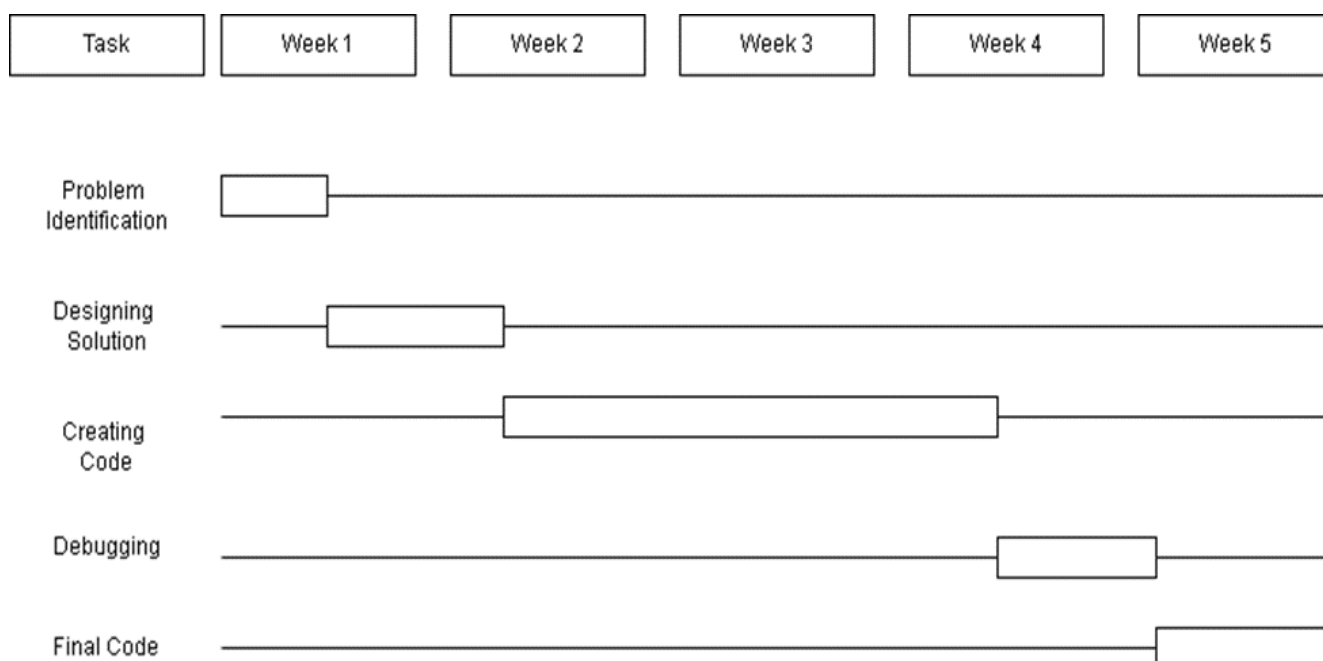 Task
Week 1
Week 2
Week 3
Week 4
Week 5
Problem
Identification
Designing
Solution
Creating
Code
Debugging
Final Code